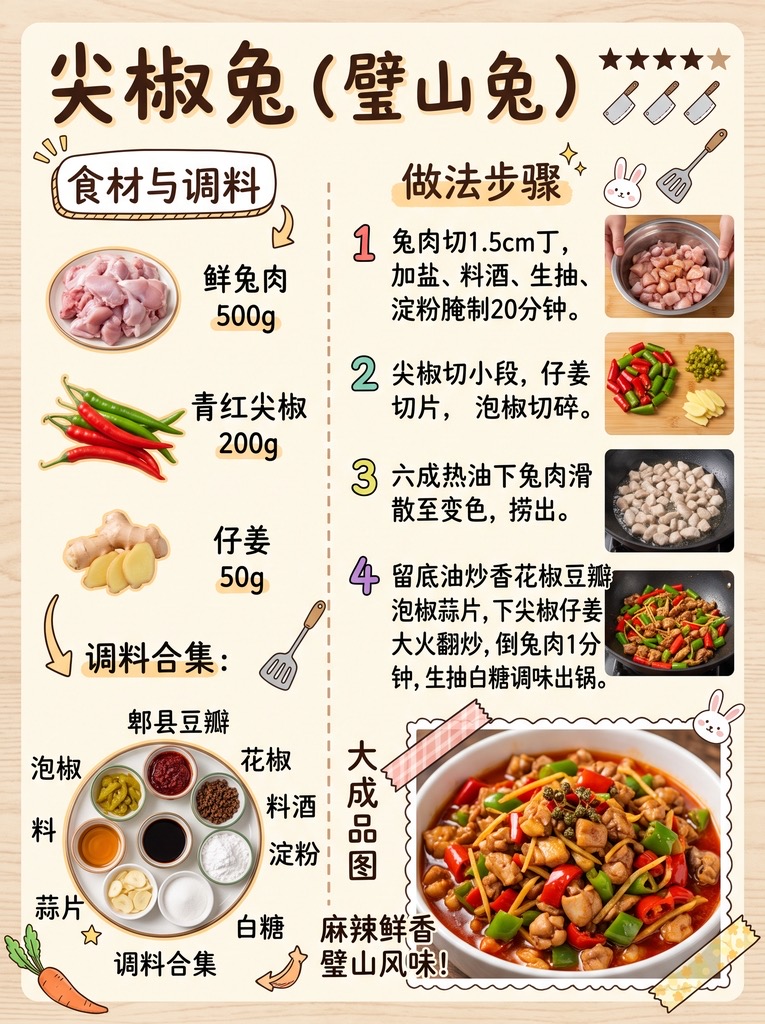 尖椒兔(璧山兔)
食材与调料
鲜兔肉
500g
青红尖椒
200g
仔姜
50g
调料合集:
郫县豆瓣
泡椒
花椒
料酒
料
淀粉
蒜片
白糖
调料合集
做法步骤
1
兔肉切1.5cm丁,
加盐、料酒、生抽、
淀粉腌制20分钟。
2
尖椒切小段, 仔姜
切片, 泡椒切碎。
3
六成热油下兔肉滑
散至变色, 捞出。
4
留底油炒香花椒豆瓣
泡椒蒜片, 下尖椒仔姜
大火翻炒, 倒兔肉1分
钟, 生抽白糖调味出锅。
大成品图
麻辣鲜香
璧山风味!